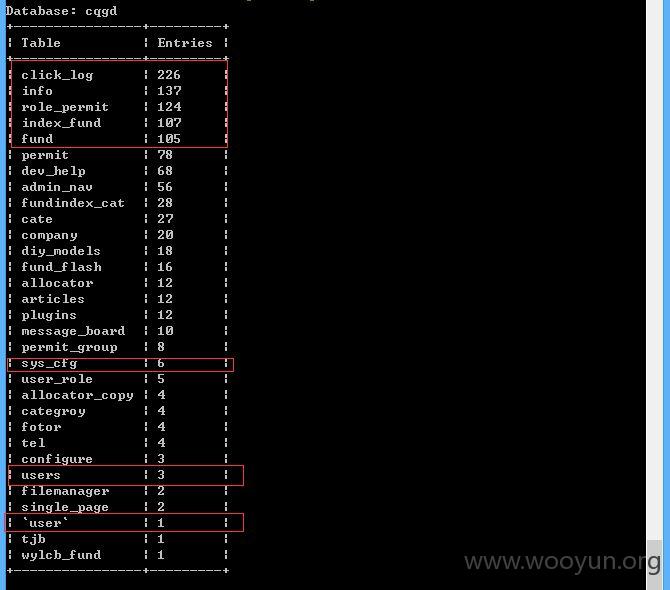 Database: cqgd
+----------------+---------+
| Table | Entries |
+----------------+---------+
| click_log | 226 |
| info | 137 |
| role_permit | 124 |
| index_fund | 107 |
| fund | 105 |
| permit | 78 |
| dev_help | 68 |
| admin_nav | 56 |
| fundindex_cat | 28 |
| cate | 27 |
| company | 20 |
| diy_models | 18 |
| fund_flash | 16 |
| allocator | 12 |
| articles | 12 |
| plugins | 12 |
| message_board | 10 |
| permit_group | 8 |
| sys_cfg | 6 |
| user_role | 5 |
| allocator_copy | 4 |
| categroy | 4 |
| fotor | 4 |
| tel | 4 |
| configure | 3 |
| users | 3 |
| filemanager | 2 |
| single_page | 2 |
| `user` | 1 |
| tjb | 1 |
| wylcb_fund | 1 |
+----------------+---------+
www.wooyun.org